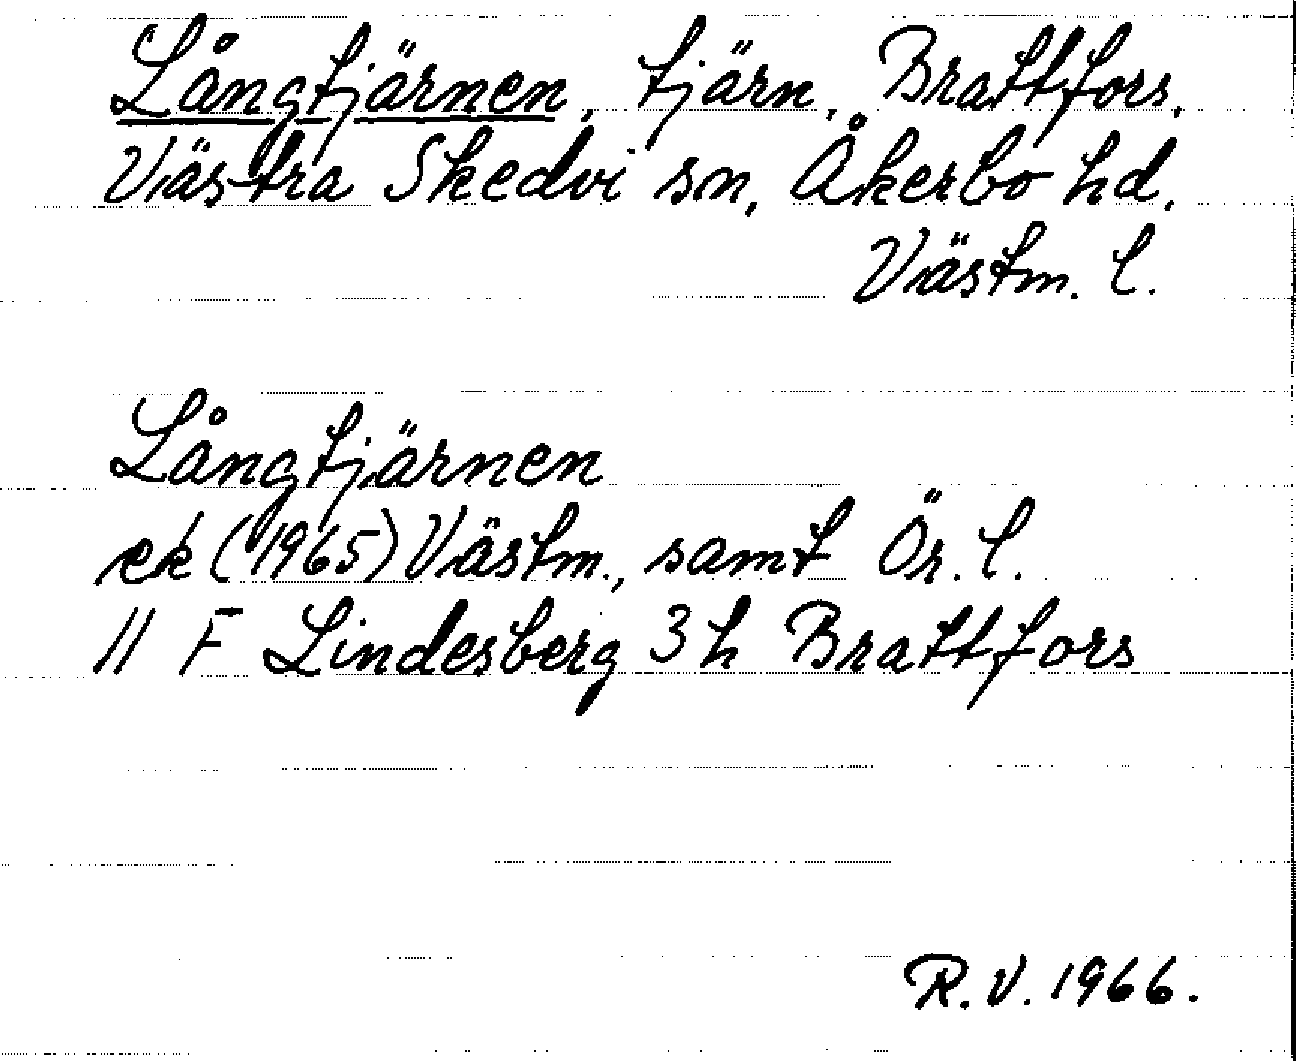 Långtjärnen, tjärn, Brattfors,
Västra Skedvi sn, Åkerbo hd,
Västm. l.
Långtjärnen
ek (1965) Västm., samt Ör. l.
11 F Lindesberg 3 h Brattfors
R.V. 1966.